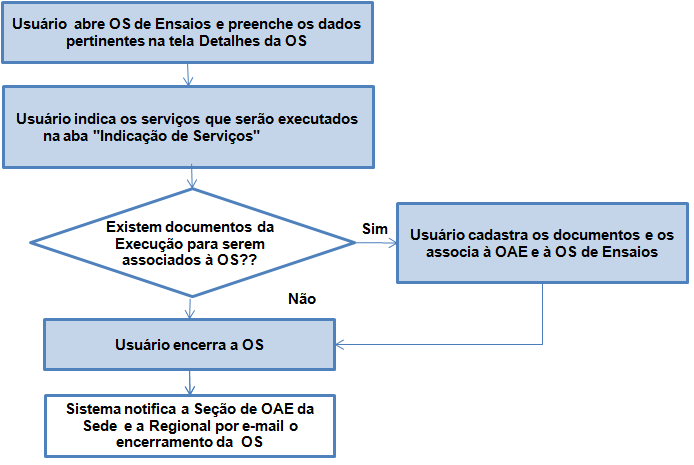 Usuário abre OS de Ensaios e preenche os dados
pertinentes na tela Detalhes da OS
Usuário indica os serviços que serão executados
na aba "Indicação de Serviços"
Existem documentos da
Execução para serem
associados à OS??
Sim
Usuário cadastra os documentos e os
associa à OAE e à OS de Ensaios
Não
Usuário encerra a OS
Sistema notifica a Seção de OAE da
Sede e a Regional por e-mail o
encerramento da OS